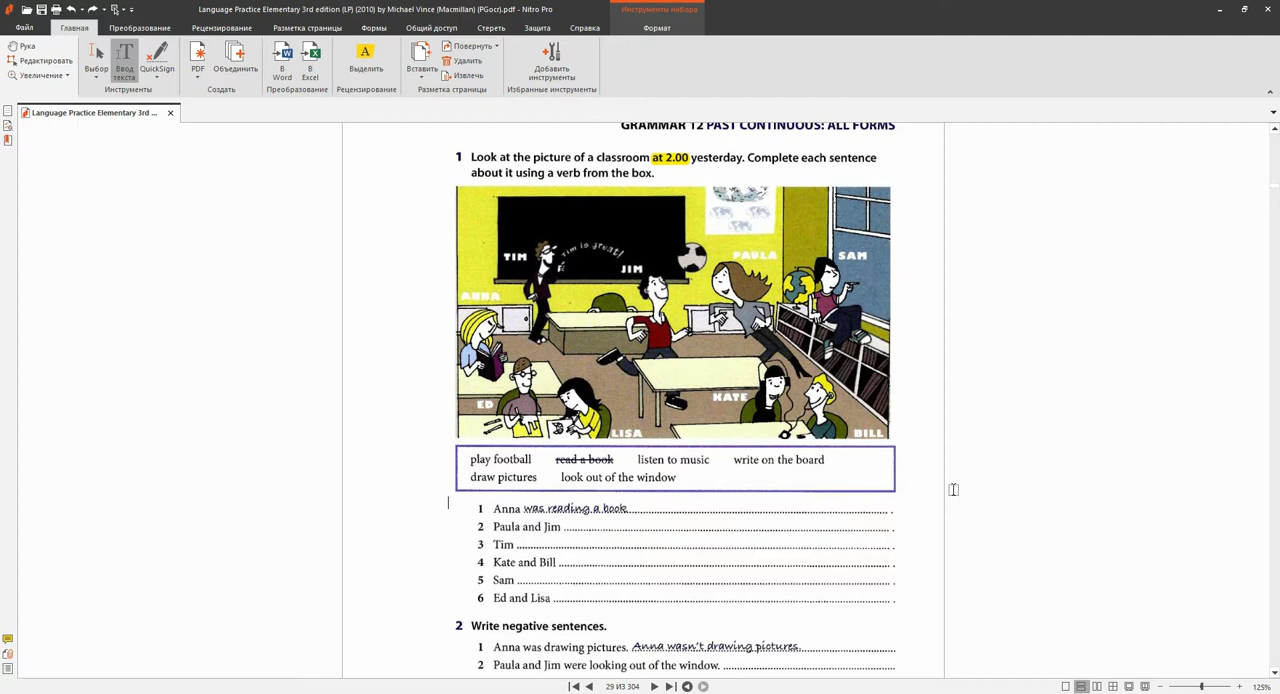 Language Practice Elementary 3rd edition (LP) (2010) by Michael Vince (Macmillan) (PGocr).pdf - Nitro Pro
Инструменты набора
Файл Главная Преобразование Рецензирование Разметка страницы Формы Общий доступ Стереть Защита Справка Формат
Рука
Редактировать
Увеличение
Выбор
Ввод текста
QuickSign
Инструменты
PDF
Объединить
Создать
В Word
В Excel
Преобразование
Выделить
Рецензирование
Вставить
Повернуть
Удалить
Извлечь
Разметка страницы
Добавить инструменты
Избранные инструменты
Language Practice Elementary 3rd ...
GRAMMAR 12 PAST CONTINUOUS: ALL FORMS
1 Look at the picture of a classroom at 2.00 yesterday. Complete each sentence
about it using a verb from the box.
Tim is great!
TIM
JIM
PAULA
SAM
ANNA
ED
LISA
KATE
BILL
play football read a book listen to music write on the board
draw pictures look out of the window
1 Anna was reading a book.
2 Paula and Jim
3 Tim
4 Kate and Bill
5 Sam
6 Ed and Lisa
2 Write negative sentences.
1 Anna was drawing pictures. Anna wasn't drawing pictures.
2 Paula and Jim were looking out of the window.
29 ИЗ 304
125%